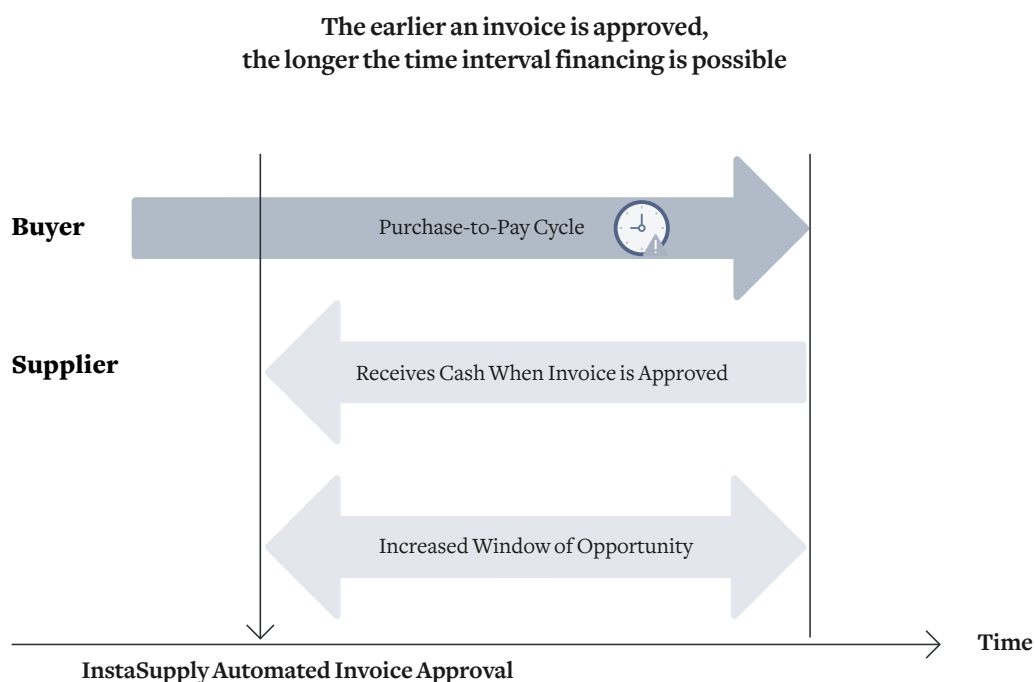 The earlier an invoice is approved,
the longer the time interval financing is possible
Buyer
Purchase-to-Pay Cycle
Supplier
Receives Cash When Invoice is Approved
Increased Window of Opportunity
Time
InstaSupply Automated Invoice Approval